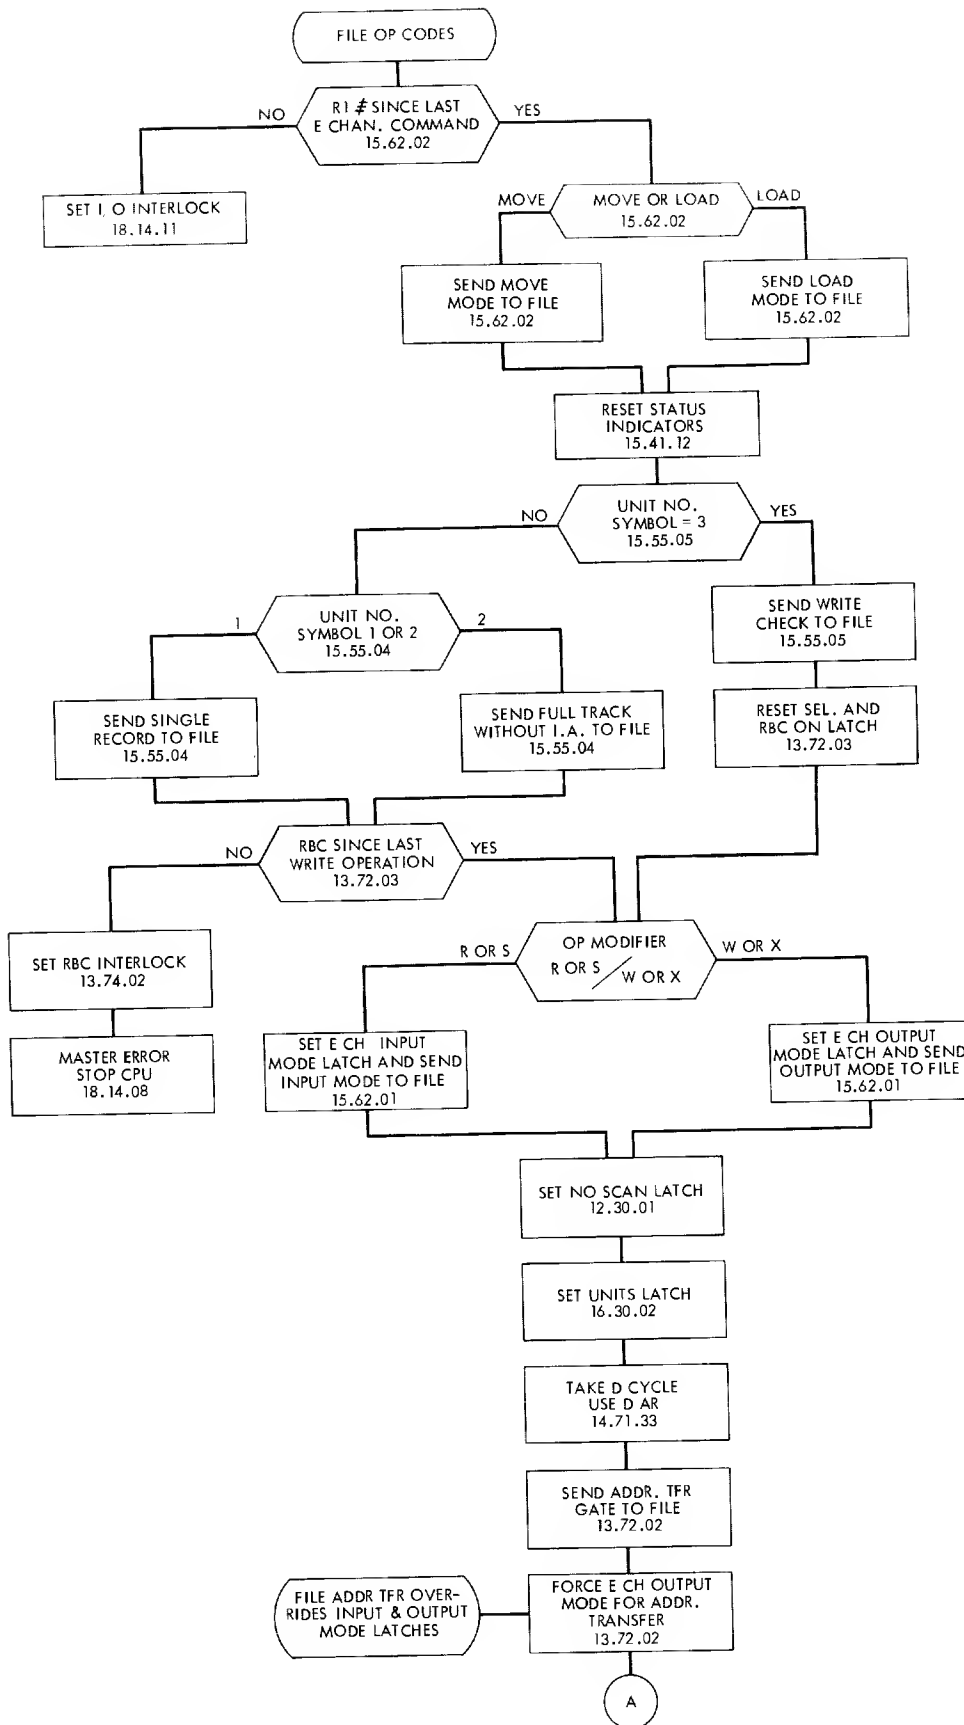 FILE OP CODES
R1 ≠ SINCE LAST
E CHAN. COMMAND
15.62.02
NO
YES
SET I, O INTERLOCK
18.14.11
MOVE
MOVE OR LOAD
15.62.02
LOAD
SEND MOVE
MODE TO FILE
15.62.02
SEND LOAD
MODE TO FILE
15.62.02
RESET STATUS
INDICATORS
15.41.12
NO
UNIT NO.
SYMBOL = 3
15.55.05
YES
1
UNIT NO.
SYMBOL 1 OR 2
15.55.04
2
SEND WRITE
CHECK TO FILE
15.55.05
SEND SINGLE
RECORD TO FILE
15.55.04
SEND FULL TRACK
WITHOUT I.A. TO FILE
15.55.04
RESET SEL. AND
RBC ON LATCH
13.72.03
NO
RBC SINCE LAST
WRITE OPERATION
13.72.03
YES
SET RBC INTERLOCK
13.74.02
R OR S
OP MODIFIER
R OR S / W OR X
W OR X
MASTER ERROR
STOP CPU
18.14.08
SET E CH INPUT
MODE LATCH AND SEND
INPUT MODE TO FILE
15.62.01
SET E CH OUTPUT
MODE LATCH AND SEND
OUTPUT MODE TO FILE
15.62.01
SET NO SCAN LATCH
12.30.01
SET UNITS LATCH
16.30.02
TAKE D CYCLE
USE D AR
14.71.33
SEND ADDR. TFR
GATE TO FILE
13.72.02
FILE ADDR TFR OVER-
RIDES INPUT & OUTPUT
MODE LATCHES
FORCE E CH OUTPUT
MODE FOR ADDR.
TRANSFER
13.72.02
A